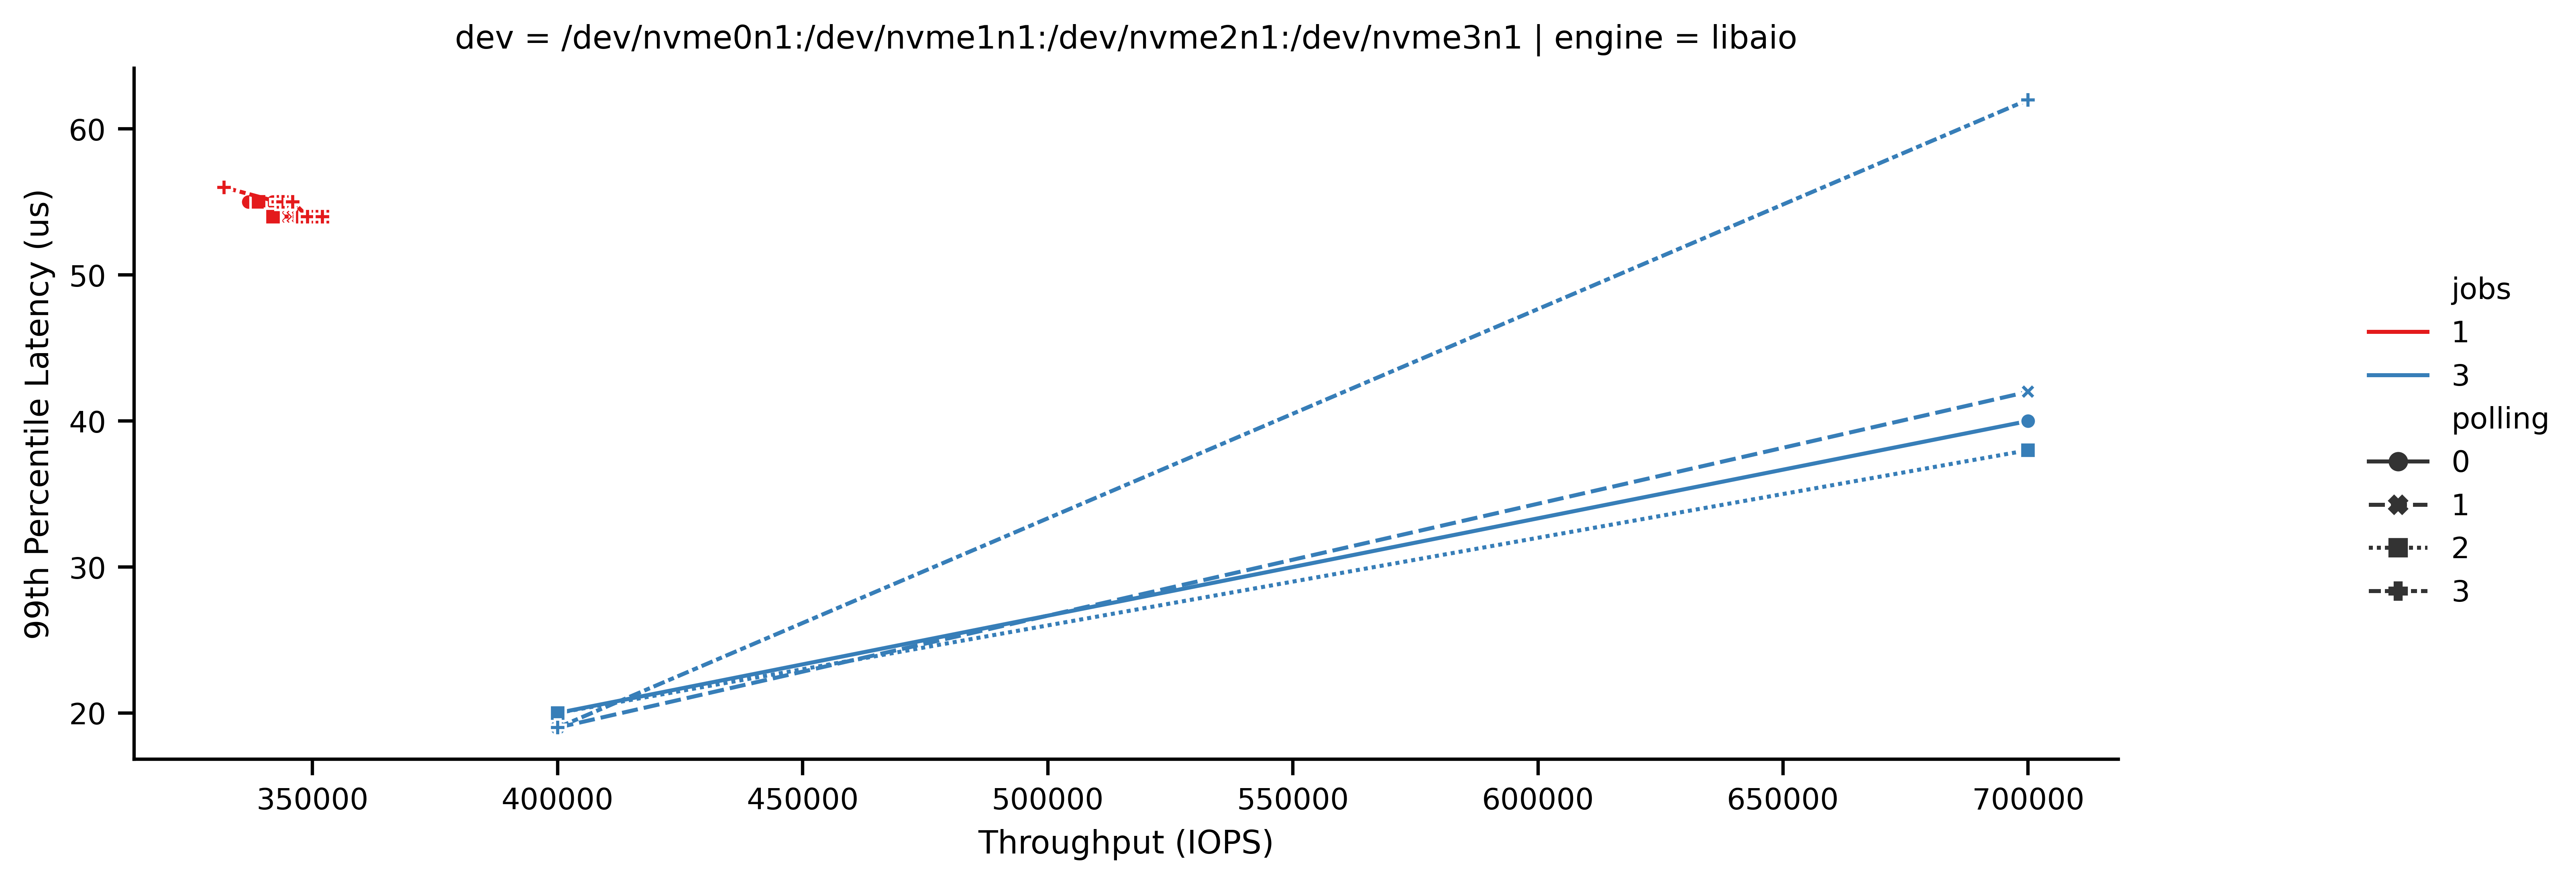 dev = /dev/nvme0n1:/dev/nvme1n1:/dev/nvme2n1:/dev/nvme3n1 | engine = libaio
99th Percentile Latency (us)
60
50
40
30
20
350000 400000 450000 500000 550000 600000 650000 700000
Throughput (IOPS)
jobs
1
3
polling
0
1
2
3